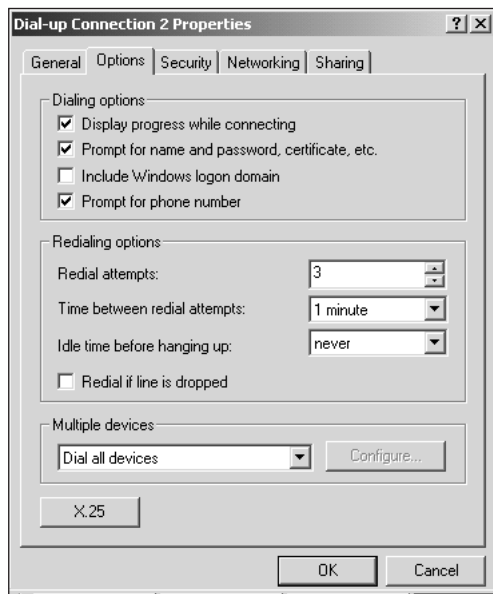 Dial-up Connection 2 Properties
General Options Security Networking Sharing
Dialing options
Display progress while connecting
Prompt for name and password, certificate, etc.
Include Windows logon domain
Prompt for phone number
Redialing options
Redial attempts: 3
Time between redial attempts: 1 minute
Idle time before hanging up: never
Redial if line is dropped
Multiple devices
Dial all devices Configure...
X.25
OK Cancel